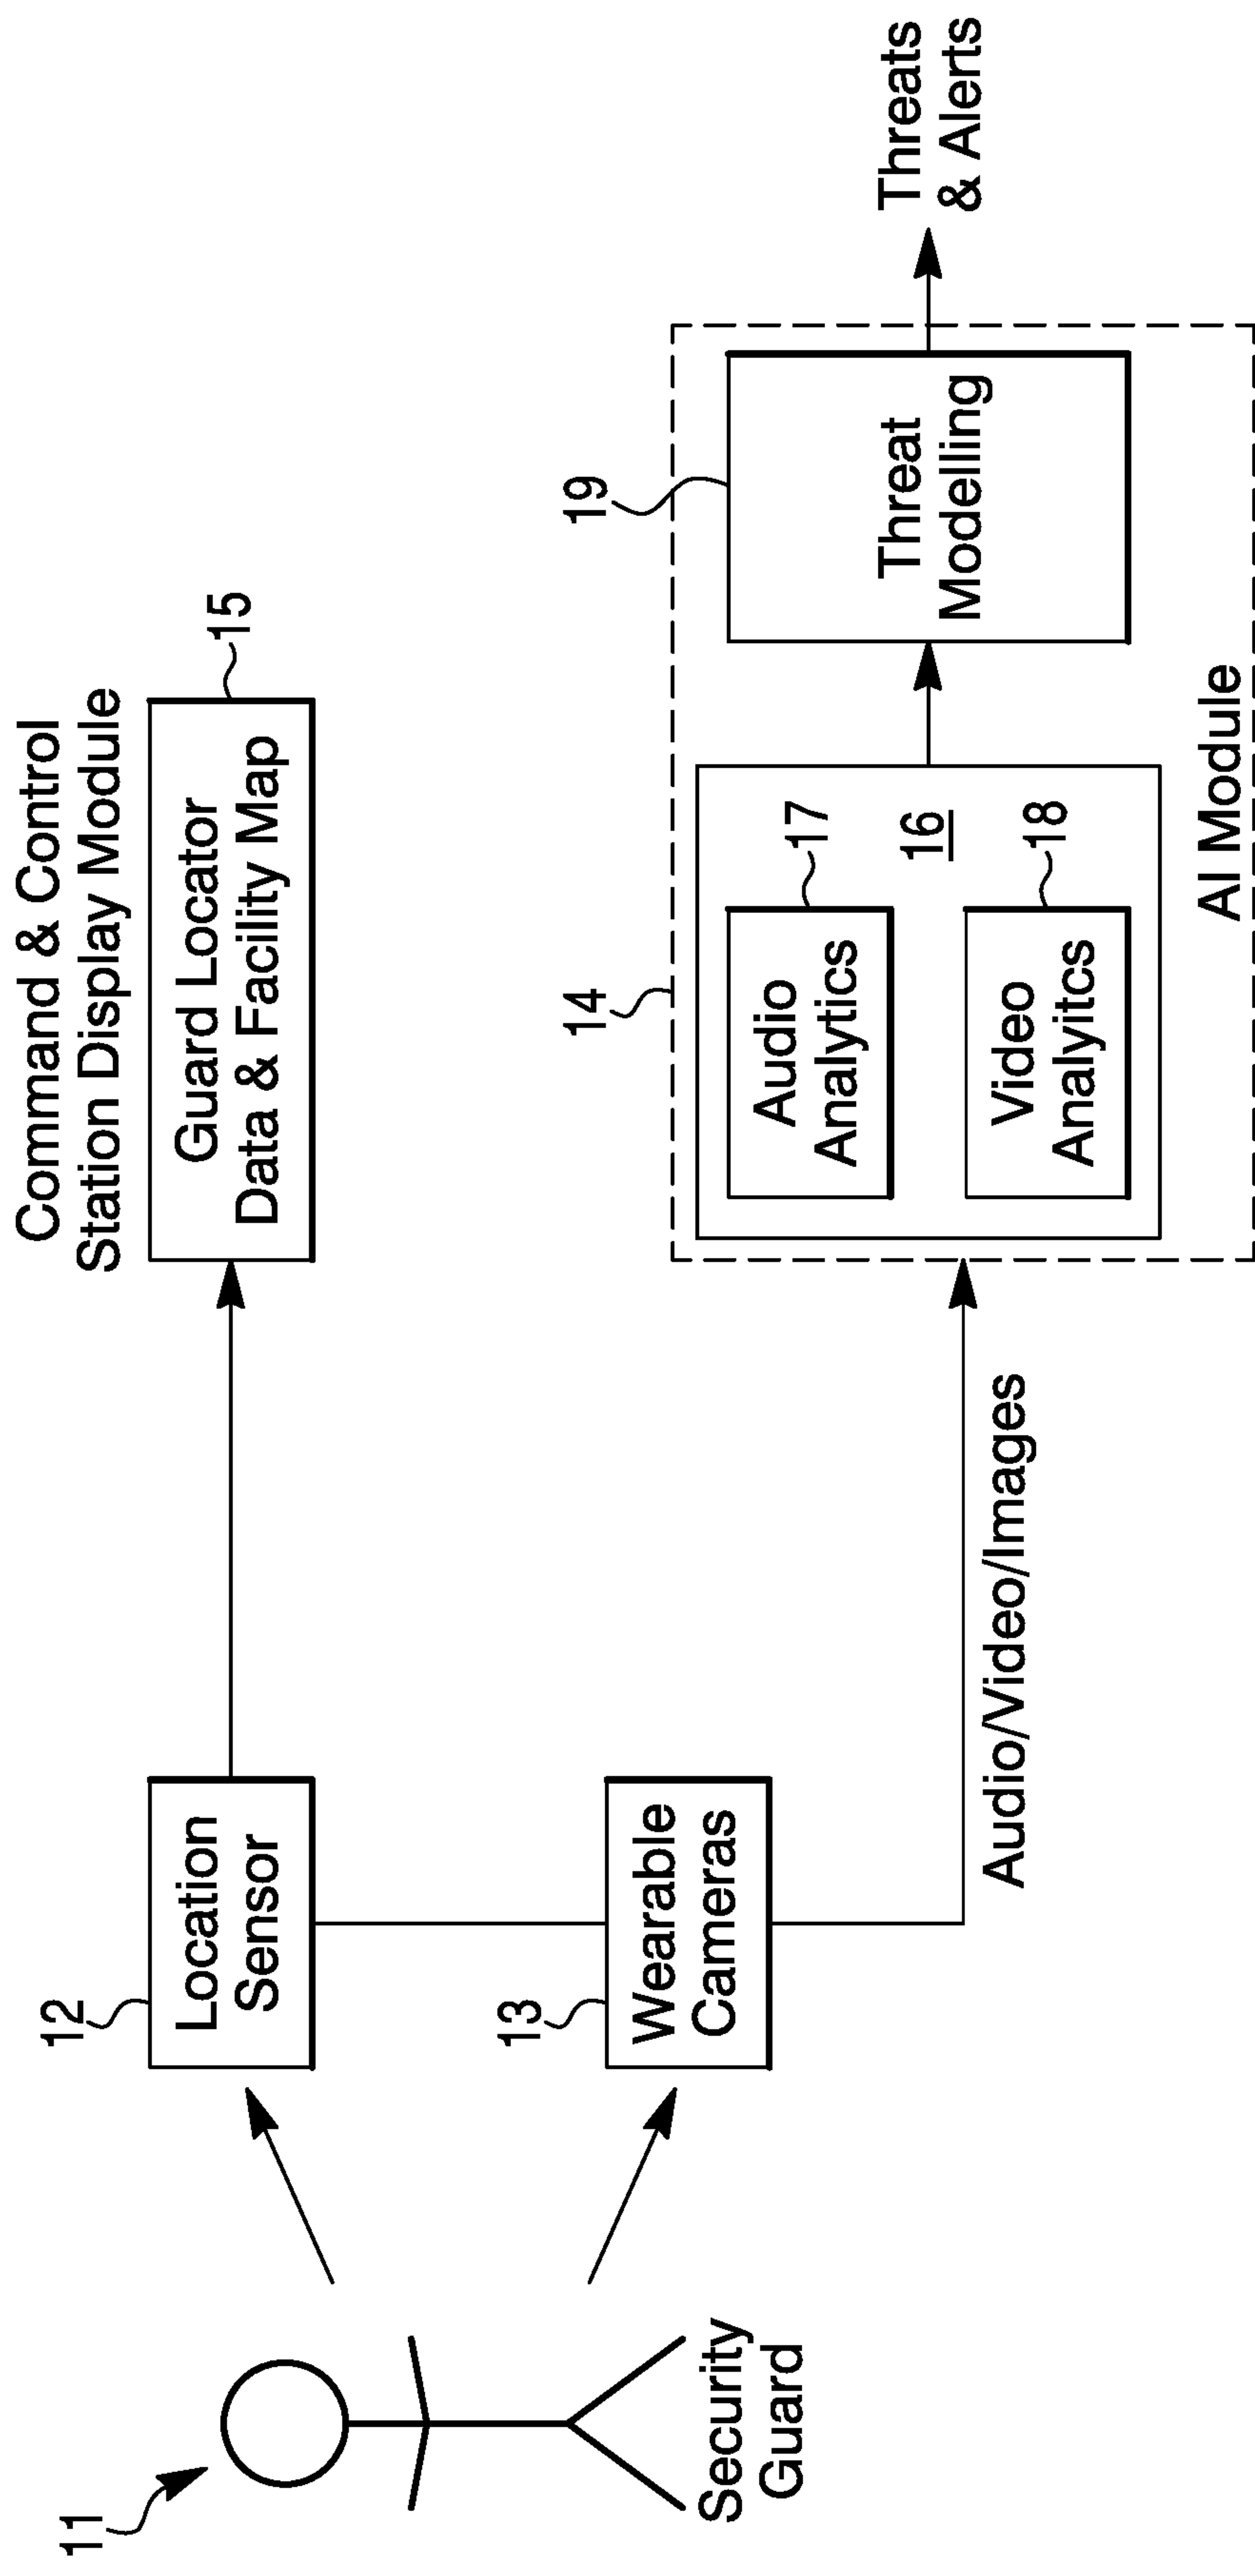 11
Security
Guard
12
Location
Sensor
13
Wearable
Cameras
Audio/Video/Images
Command & Control
Station Display Module
Guard Locator
Data & Facility Map
15
14
Audio
Analytics
17
16
Video
Analyitcs
18
19
Threat
Modelling
AI Module
Threats
& Alerts